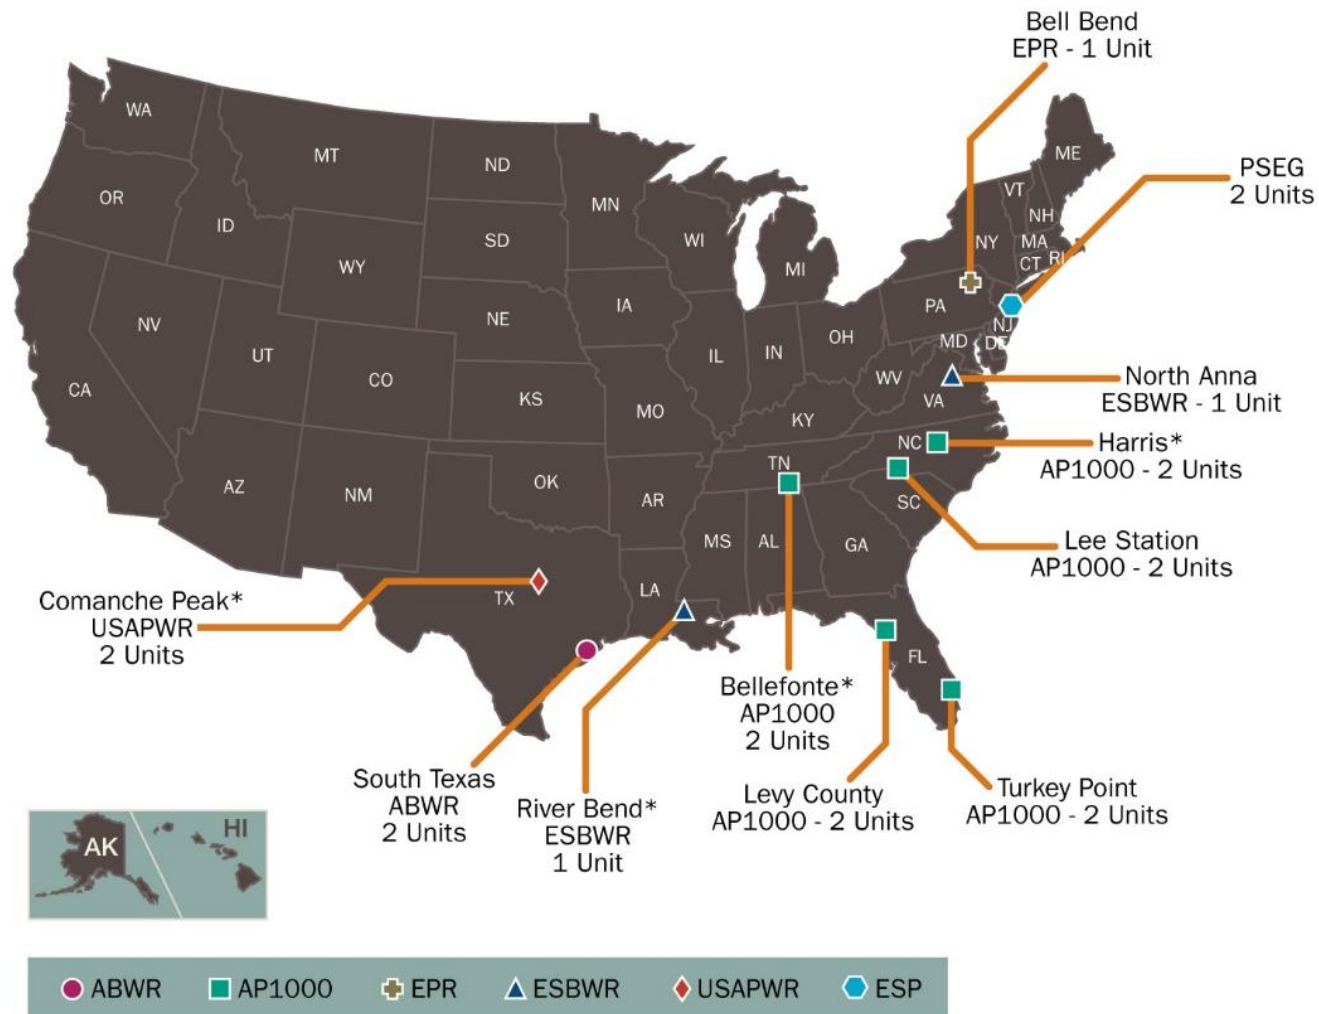 Bell Bend
EPR - 1 Unit
PSEG
2 Units
North Anna
ESBWR - 1 Unit
Harris*
AP1000 - 2 Units
Lee Station
AP1000 - 2 Units
Turkey Point
AP1000 - 2 Units
Levy County
AP1000 - 2 Units
Bellefonte*
AP1000
2 Units
River Bend*
ESBWR
1 Unit
South Texas
ABWR
2 Units
Comanche Peak*
USAPWR
2 Units
WA
OR
CA
NV
ID
MT
WY
UT
AZ
CO
NM
ND
SD
NE
KS
OK
TX
MN
IA
MO
AR
LA
WI
IL
MS
MI
IN
KY
TN
AL
OH
WV
GA
FL
SC
NC
VA
PA
MD
DE
NJ
NY
CT
RI
MA
VT
NH
ME
AK
HI
ABWR
AP1000
EPR
ESBWR
USAPWR
ESP